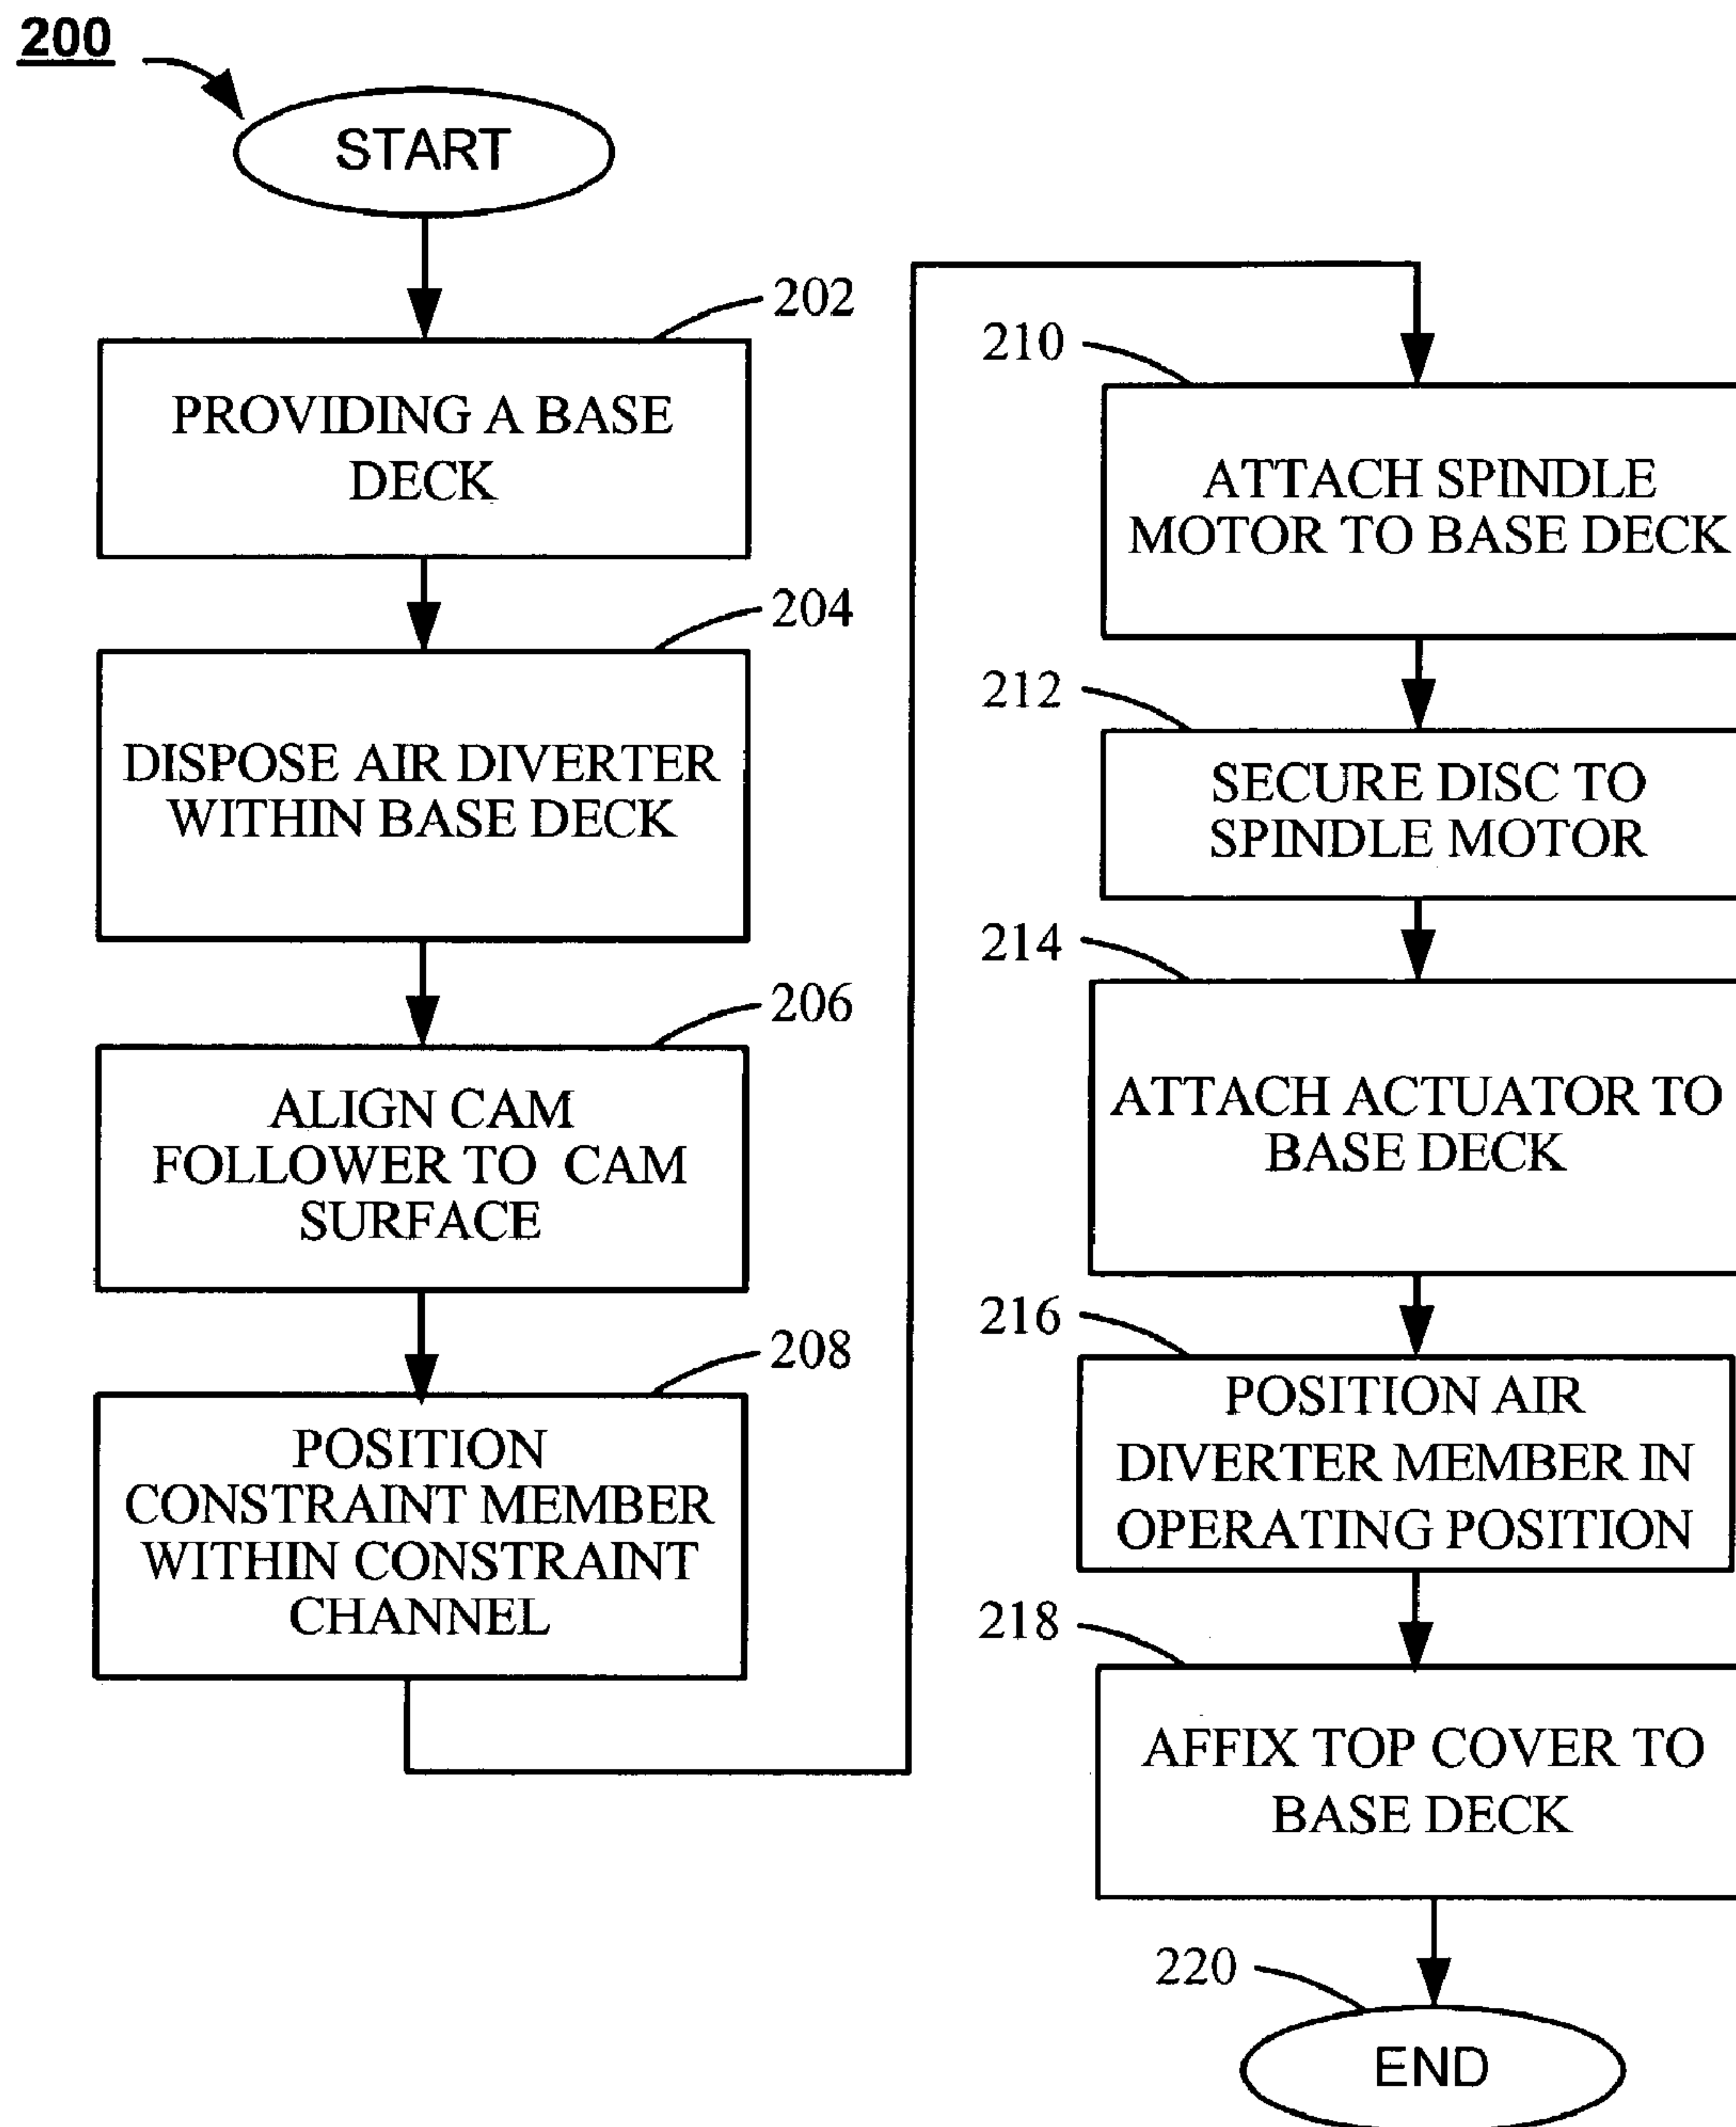 200
START
202
PROVIDING A BASE
DECK
204
DISPOSE AIR DIVERTER
WITHIN BASE DECK
206
ALIGN CAM
FOLLOWER TO CAM
SURFACE
208
POSITION
CONSTRAINT MEMBER
WITHIN CONSTRAINT
CHANNEL
210
ATTACH SPINDLE
MOTOR TO BASE DECK
212
SECURE DISC TO
SPINDLE MOTOR
214
ATTACH ACTUATOR TO
BASE DECK
216
POSITION AIR
DIVERTER MEMBER IN
OPERATING POSITION
218
AFFIX TOP COVER TO
BASE DECK
220
END